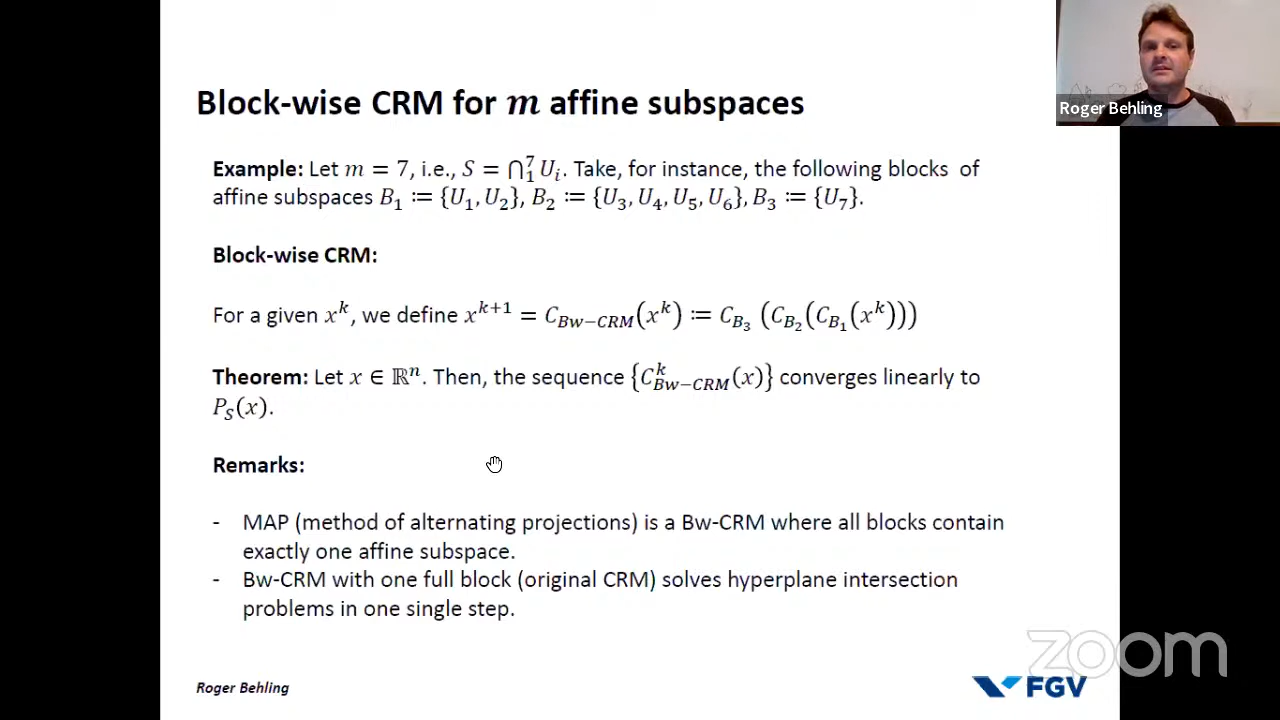 Block-wise CRM for m affine subspaces
Roger Behling
Example: Let m = 7, i.e., S = ⋂₁⁷ Uᵢ. Take, for instance, the following blocks of
affine subspaces B₁ ≔ {U₁, U₂}, B₂ ≔ {U₃, U₄, U₅, U₆}, B₃ ≔ {U₇}.
Block-wise CRM:
For a given xᵏ, we define xᵏ⁺¹ = C_{Bw−CRM}(xᵏ) ≔ C_{B₃} (C_{B₂}(C_{B₁}(xᵏ)))
Theorem: Let x ∈ ℝⁿ. Then, the sequence {Cᵏ_{Bw−CRM}(x)} converges linearly to
P_S(x).
Remarks:
- MAP (method of alternating projections) is a Bw-CRM where all blocks contain
exactly one affine subspace.
- Bw-CRM with one full block (original CRM) solves hyperplane intersection
problems in one single step.
zoom
Roger Behling
FGV